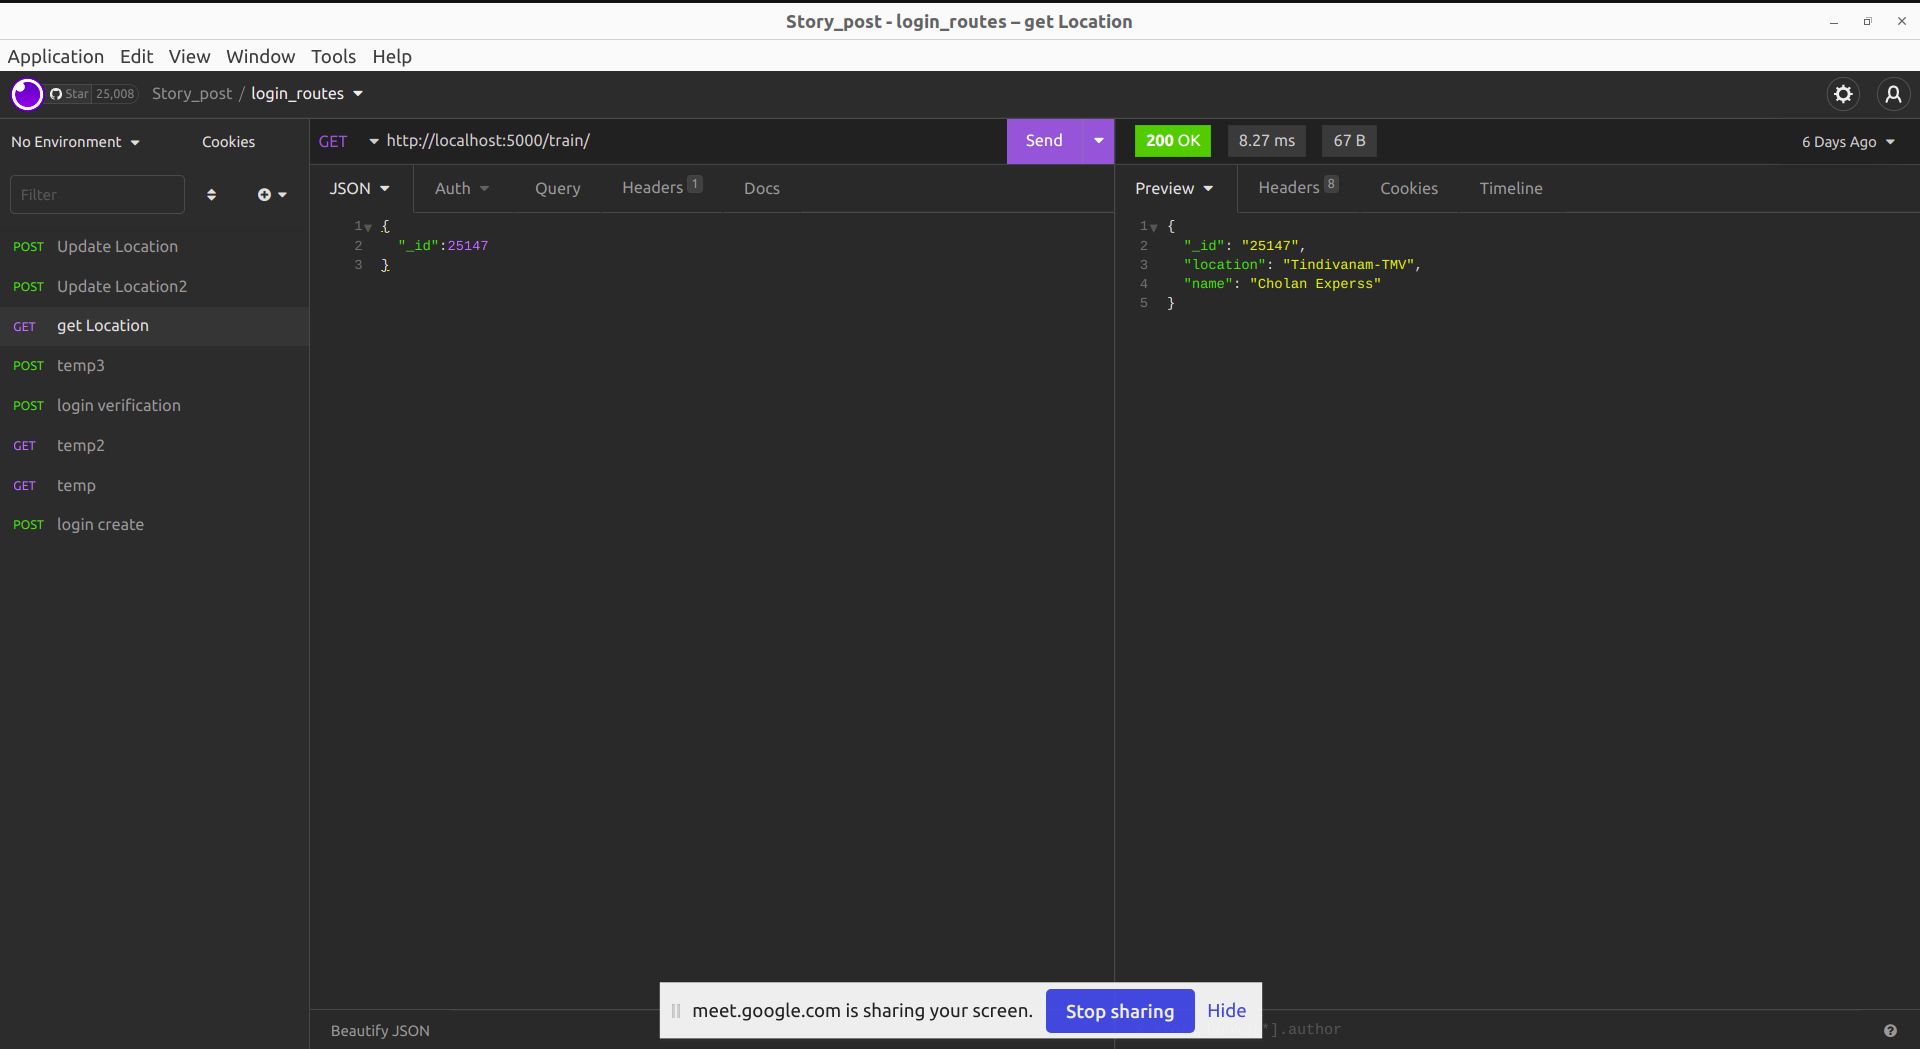 Story_post - login_routes – get Location
Application Edit View Window Tools Help
Star 25,008 Story_post / login_routes
No Environment Cookies
Filter
POST Update Location
POST Update Location2
GET get Location
POST temp3
POST login verification
GET temp2
GET temp
POST login create
GET http://localhost:5000/train/ Send
JSON Auth Query Headers 1 Docs
1 {
2 "_id":25147
3 }
Beautify JSON
200 OK 8.27 ms 67 B 6 Days Ago
Preview Headers 8 Cookies Timeline
1 {
2 "_id": "25147",
3 "location": "Tindivanam-TMV",
4 "name": "Cholan Experss"
5 }
*].author
meet.google.com is sharing your screen. Stop sharing Hide